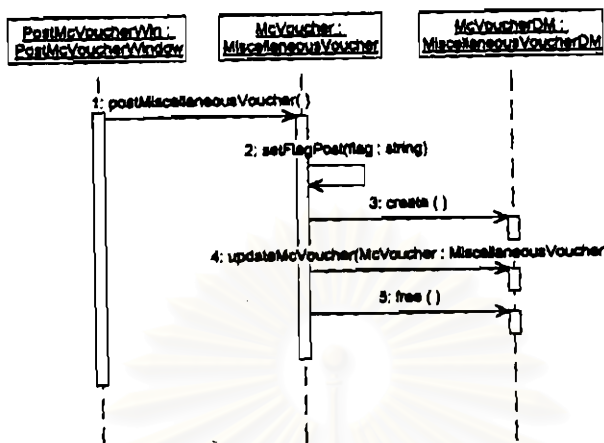 PostMcVoucherWin :
PostMcVoucherWindow
McVoucher :
MiscellaneousVoucher
McVoucherDM :
MiscellaneousVoucherDM
1: postMiscellaneousVoucher( )
2: setFlagPost(flag : string)
3: create ( )
4: updateMcVoucher(McVoucher : MiscellaneousVoucher
5: free ( )